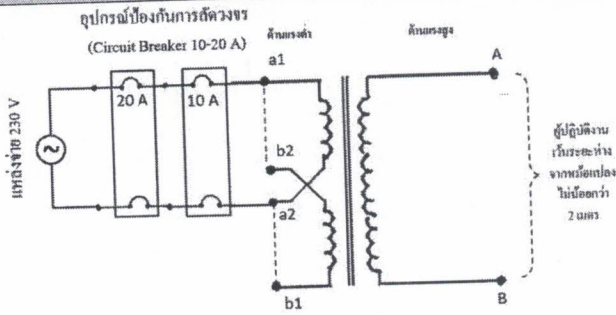 อุปกรณ์ป้องกันการลัดวงจร
(Circuit Breaker 10-20 A)
ด้านแรงต่ำ
ด้านแรงสูง
a1
A
20 A
10 A
แหล่งจ่าย 230 V
~
b2
a2
b1
B
ผู้ปฏิบัติงาน
เว้นระยะห่าง
จากหม้อแปลง
ไม่น้อยกว่า
2 เมตร